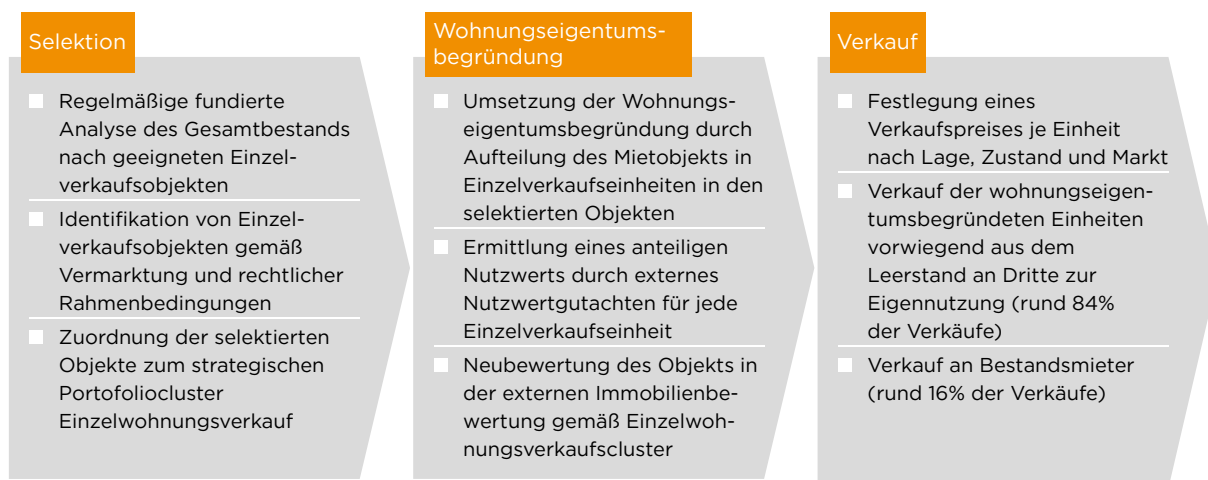 Selektion
Regelmäßige fundierte
Analyse des Gesamtbestands
nach geeigneten Einzel-
verkaufsobjekten
Identifikation von Einzel-
verkaufsobjekten gemäß
Vermarktung und rechtlicher
Rahmenbedingungen
Zuordnung der selektierten
Objekte zum strategischen
Portofoliocluster
Einzelwohnungsverkauf
Wohnungseigentums-
begründung
Umsetzung der Wohnungs-
eigentumsbegründung durch
Aufteilung des Mietobjekts in
Einzelverkaufseinheiten in den
selektierten Objekten
Ermittlung eines anteiligen
Nutzwerts durch externes
Nutzwertgutachten für jede
Einzelverkaufseinheit
Neubewertung des Objekts in
der externen Immobilienbe-
wertung gemäß Einzelwoh-
nungsverkaufscluster
Verkauf
Festlegung eines
Verkaufspreises je Einheit
nach Lage, Zustand und Markt
Verkauf der wohnungseigen-
tumsbegründeten Einheiten
vorwiegend aus dem
Leerstand an Dritte zur
Eigennutzung (rund 84%
der Verkäufe)
Verkauf an Bestandsmieter
(rund 16% der Verkäufe)